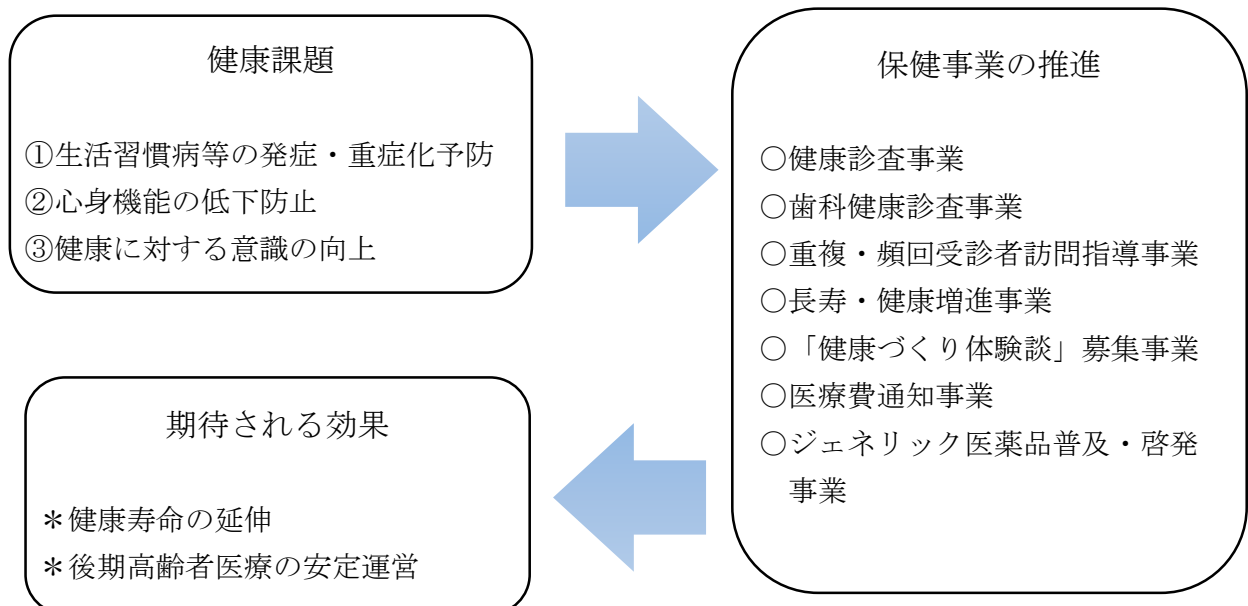 健康課題
①生活習慣病等の発症・重症化予防
②心身機能の低下防止
③健康に対する意識の向上
保健事業の推進
○健康診査事業
○歯科健康診査事業
○重複・頻回受診者訪問指導事業
○長寿・健康増進事業
○「健康づくり体験談」募集事業
○医療費通知事業
○ジェネリック医薬品普及・啓発
事業
期待される効果
＊健康寿命の延伸
＊後期高齢者医療の安定運営